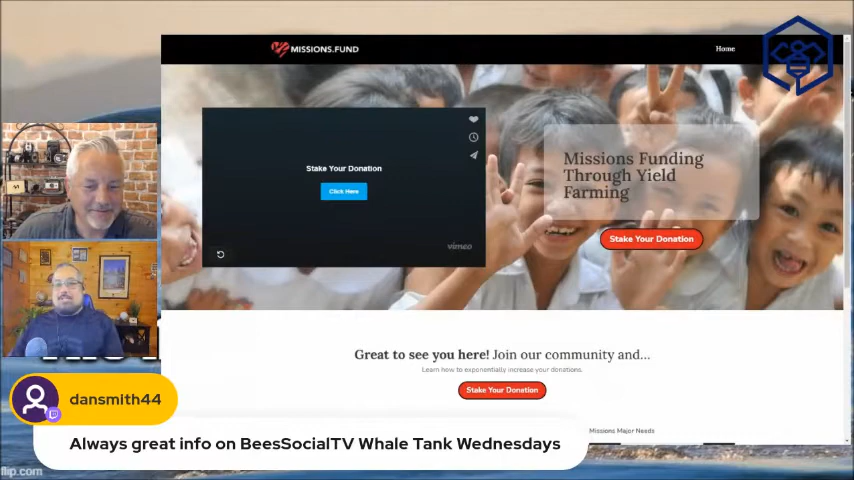 MISSIONS.FUND
Home
Stake Your Donation
Click Here
vimeo
Missions Funding
Through Yield
Farming
Stake Your Donation
Great to see you here! Join our community and...
Learn how to exponentially increase your donations.
Stake Your Donation
Missions Major Needs
dansmith44
Always great info on BeesSocialTV Whale Tank Wednesdays
flip.com